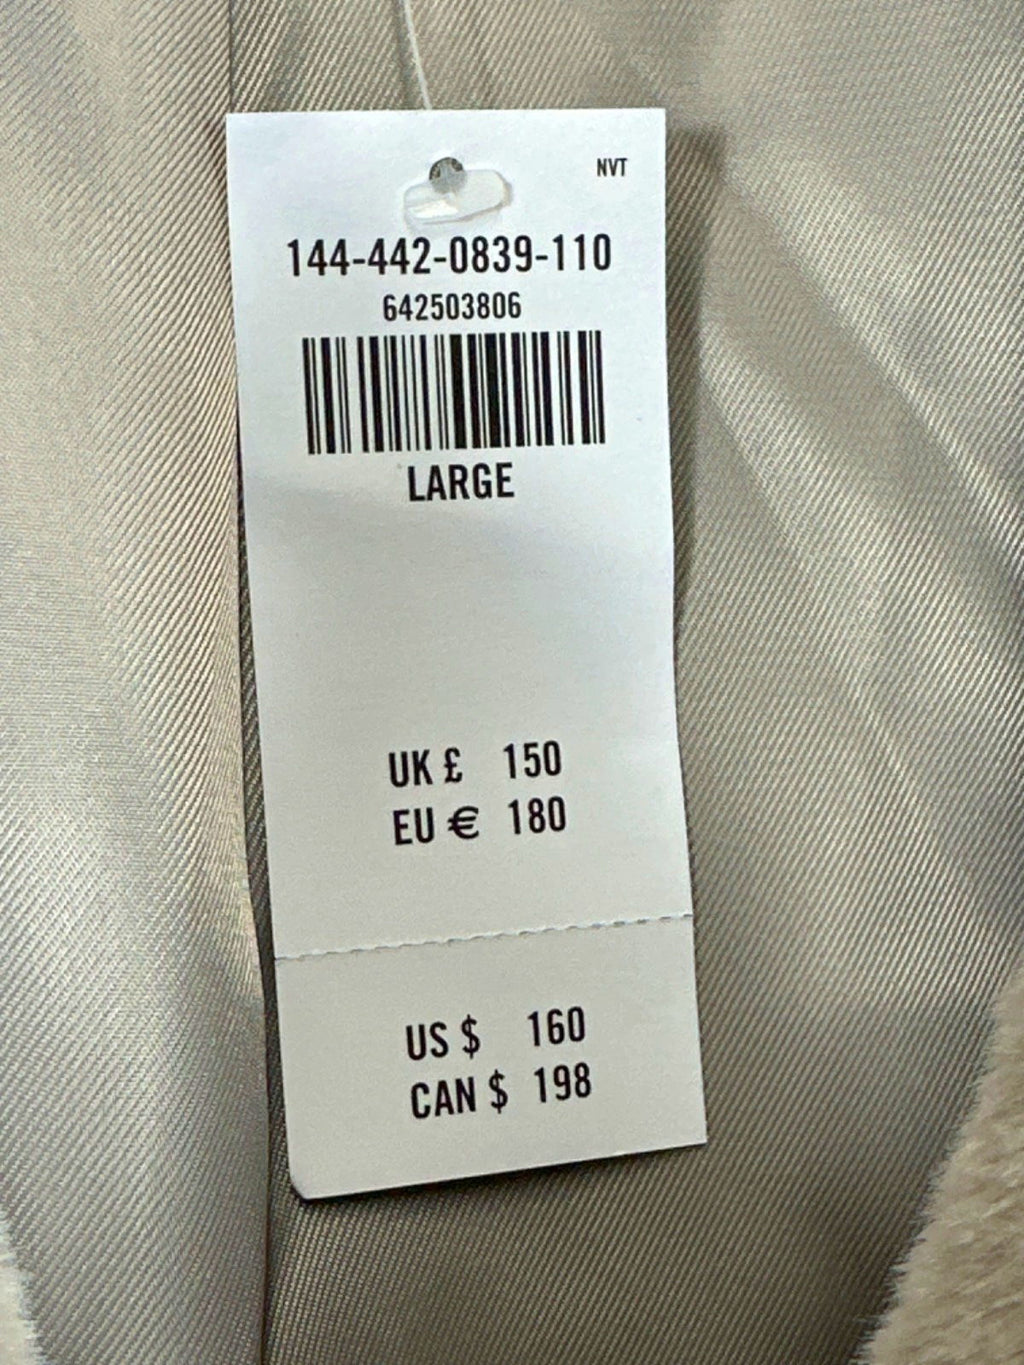 NVT
144-442-0839-110
642503806
LARGE
UK £ 150
EU € 180
US $ 160
CAN $ 198